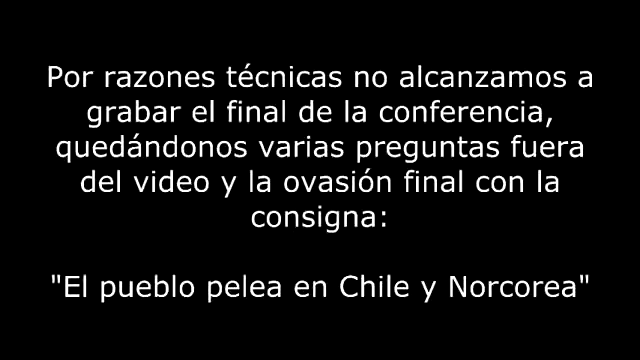 Por razones técnicas no alcanzamos a
grabar el final de la conferencia,
quedándonos varias preguntas fuera
del video y la ovasión final con la
consigna:
"El pueblo pelea en Chile y Norcorea"